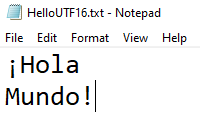 HelloUTF16.txt - Notepad
File Edit Format View Help
¡Hola
Mundo!